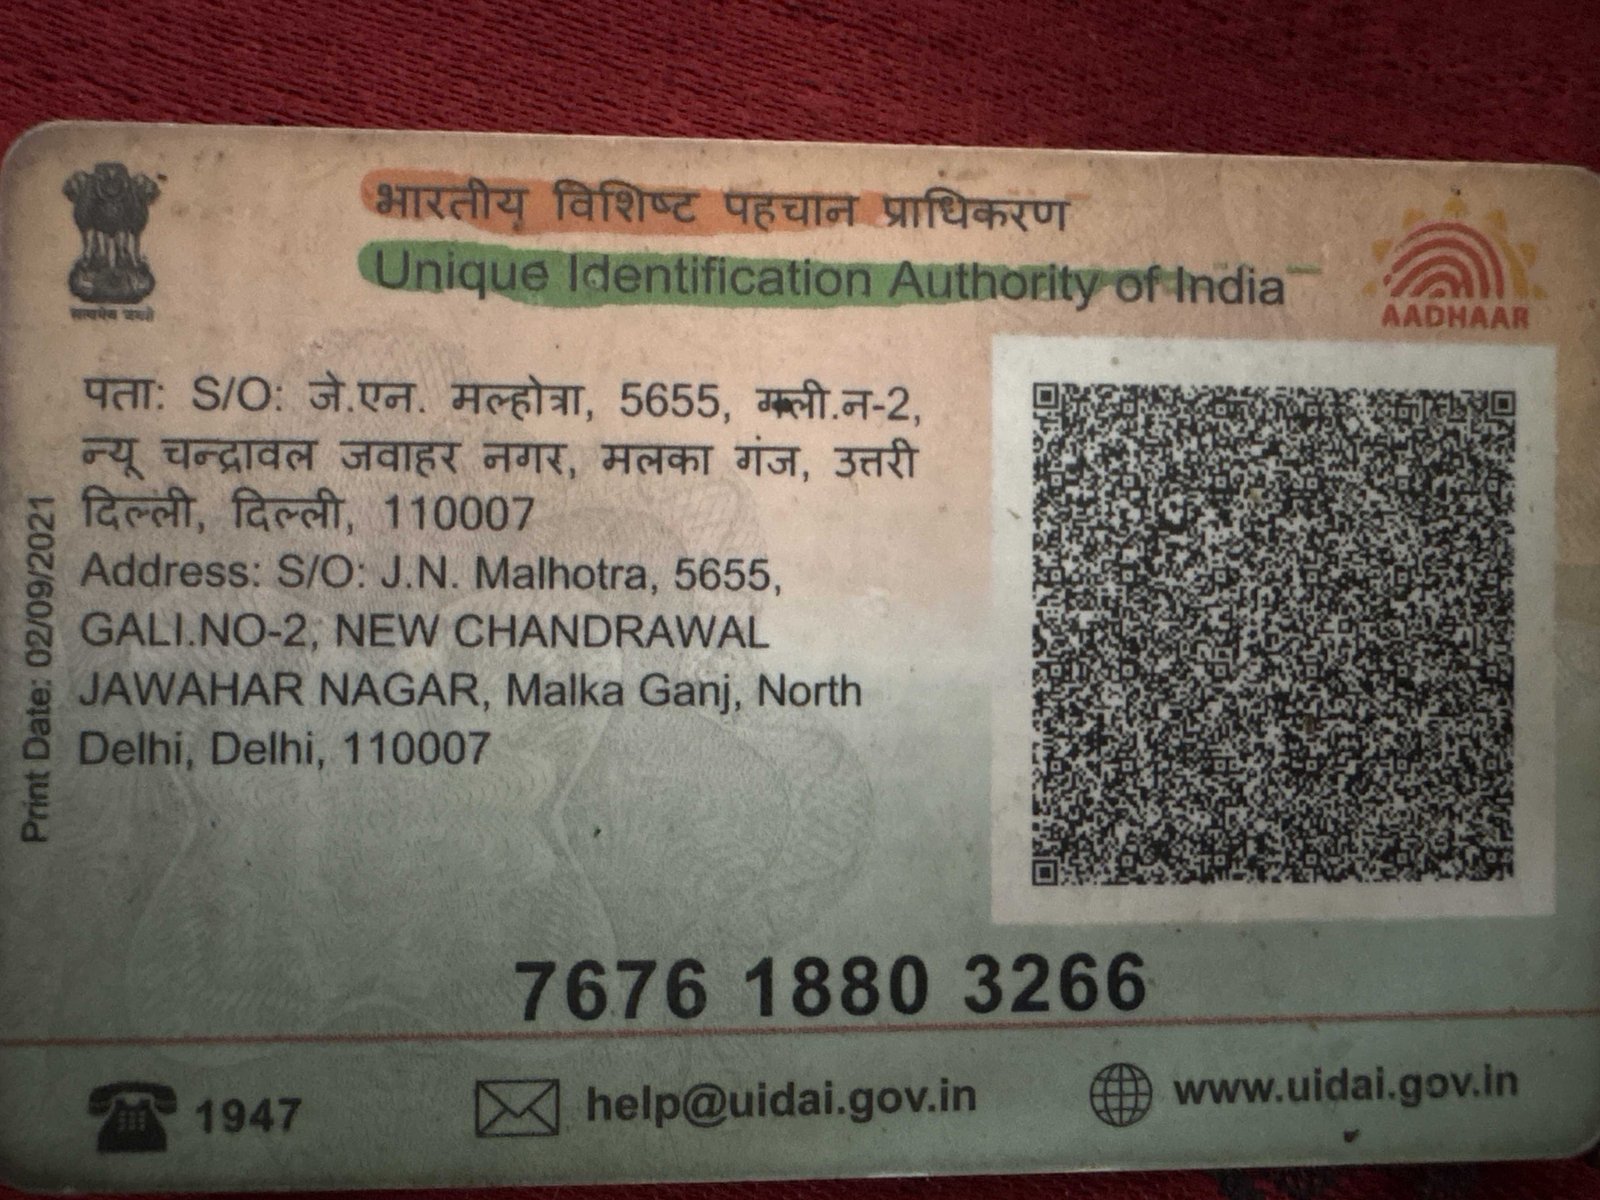 भारतीय विशिष्ट पहचान प्राधिकरण
Unique Identification Authority of India
AADHAAR
सत्यमेव जयते
पता: S/O: जे.एन. मल्होत्रा, 5655, गली.न-2,
न्यू चन्द्रावल जवाहर नगर, मलका गंज, उत्तरी
दिल्ली, दिल्ली, 110007
Address: S/O: J.N. Malhotra, 5655,
GALI.NO-2, NEW CHANDRAWAL
JAWAHAR NAGAR, Malka Ganj, North
Delhi, Delhi, 110007
Print Date: 02/09/2021
7676 1880 3266
1947
help@uidai.gov.in
www.uidai.gov.in